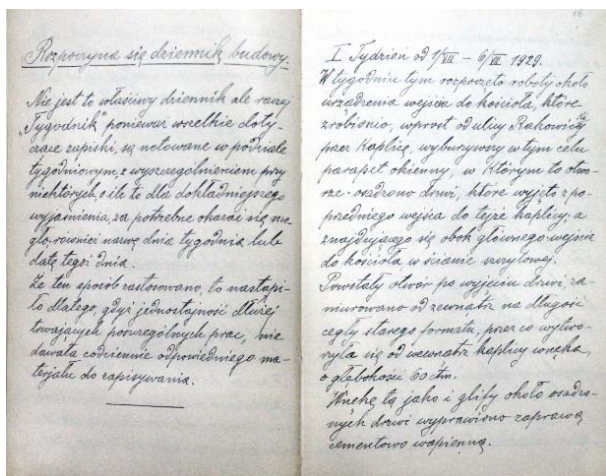 Rozpoczyna się dziennik budowy.
Nie jest to właściwy dziennik ale raczej
„Tygodnik” ponieważ wszelkie doty-
czące zapiski, są notowane w podziale
tygodniowym, z wyszczególnieniem przy
niektórych, o ile to dla dokładniejszego
wyjaśnienia, za potrzebne okazać się mo-
gło, również nazwę dnia tygodnia lub
datę tegoż dnia.
Że ten sposób zastosowano, to nastąpi-
ło dlatego, gdyż jednostajność dłużej
trwających poszczególnych prac, nie
dawała codziennie odpowiedniego ma-
terjału do zapisywania.
I Tydzień od 1/VII – 6/VII 1929.
W tygodniu tym rozpoczęto roboty około
urządzenia wejścia do kościoła, które
zrobiono, wprost od ulicy Rakowickiej
przez Kaplicę, wyburzywszy w tym celu
parapet okienny, w którym to otwo-
rze osadzono drzwi, które wyjęto z po-
przedniego wejścia do tejże kaplicy, a
znajdującego się obok głównego wejścia
do kościoła w ścianie szczytowej.
Powstały otwór po wyjęciu drzwi, za-
murowano od zewnątrz na długość
cegły starego formatu, przez co wytwo-
ryła się od wewnątrz kaplicy wnęka,
o głębokości 60 ctm.
Wnękę tą jako i glify około osadzo-
nych drzwi wyprawiono zaprawą
cementowo wapienną.